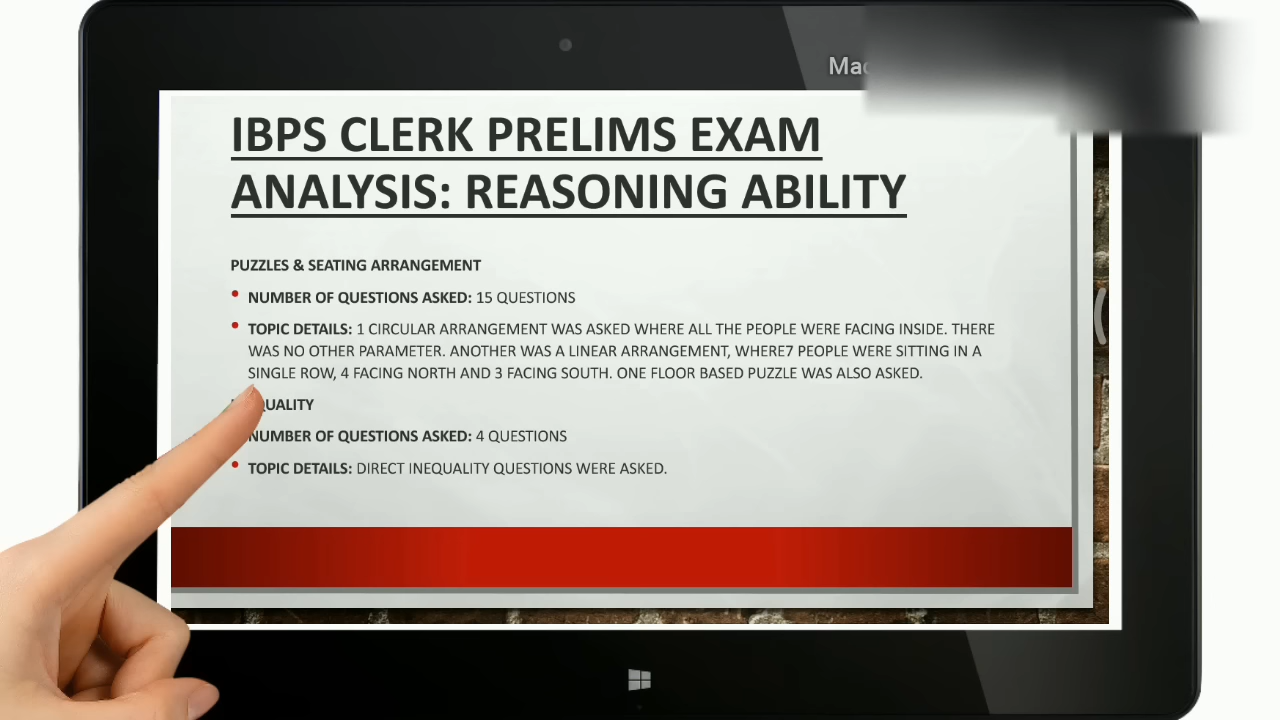 Mac
IBPS CLERK PRELIMS EXAM
ANALYSIS: REASONING ABILITY
PUZZLES & SEATING ARRANGEMENT
• NUMBER OF QUESTIONS ASKED: 15 QUESTIONS
• TOPIC DETAILS: 1 CIRCULAR ARRANGEMENT WAS ASKED WHERE ALL THE PEOPLE WERE FACING INSIDE. THERE
WAS NO OTHER PARAMETER. ANOTHER WAS A LINEAR ARRANGEMENT, WHERE7 PEOPLE WERE SITTING IN A
SINGLE ROW, 4 FACING NORTH AND 3 FACING SOUTH. ONE FLOOR BASED PUZZLE WAS ALSO ASKED.
QUALITY
NUMBER OF QUESTIONS ASKED: 4 QUESTIONS
• TOPIC DETAILS: DIRECT INEQUALITY QUESTIONS WERE ASKED.